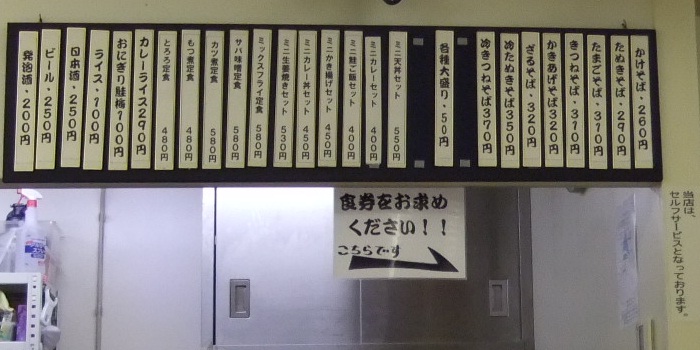 かけそば・260円
たぬきそば・290円
たまごそば・310円
きつねそば・310円
かきあげそば320円
ざるそば・320円
冷たぬきそば350円
冷きつねそば370円
各種大盛り・50円
ミニ天丼セット 550円
ミニカレーセット 400円
ミニ鮭ご飯セット 400円
ミニかき揚げセット 450円
ミニカレー丼セット 450円
ミニ生姜焼きセット 530円
ミックスフライ定食 580円
サバ味噌定食 580円
カツ煮定食 580円
もつ煮定食 480円
とろろ定食 480円
カレーライス290円
おにぎり鮭梅100円
ライス・100円
日本酒・250円
ビール・250円
発泡酒・200円
食券をお求め
ください！！
こちらです
当店は、
セルフサービスとなっております。